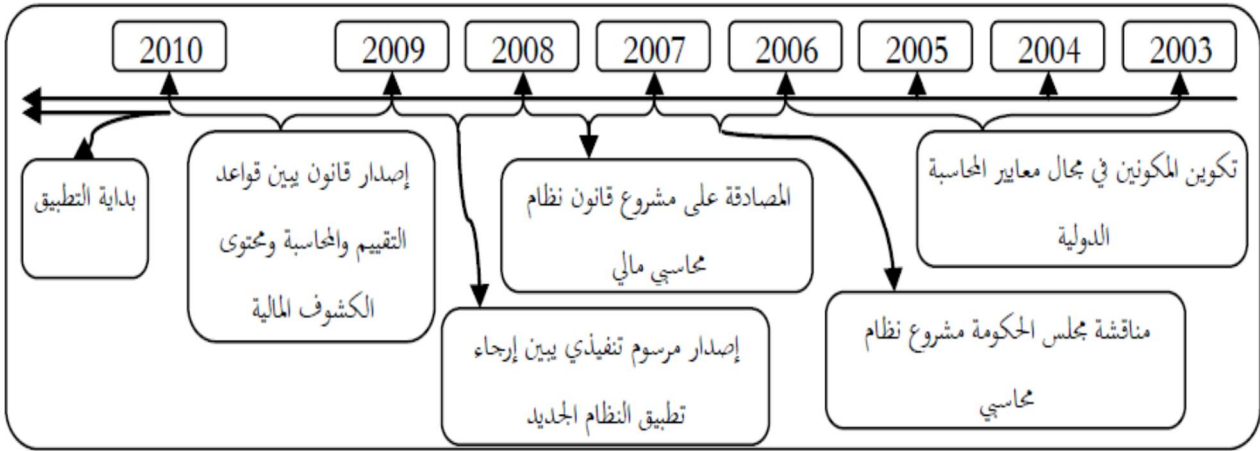 2003
2004
2005
2006
2007
2008
2009
2010
تكوين المكونين في مجال معايير المحاسبة
الدولية
مناقشة مجلس الحكومة مشروع نظام
محاسبي
المصادقة على مشروع قانون نظام
محاسبي مالي
إصدار مرسوم تنفيذي يبين إرجاء
تطبيق النظام الجديد
إصدار قانون يبين قواعد
التقييم والمحاسبة ومحتوى
الكشوف المالية
بداية التطبيق